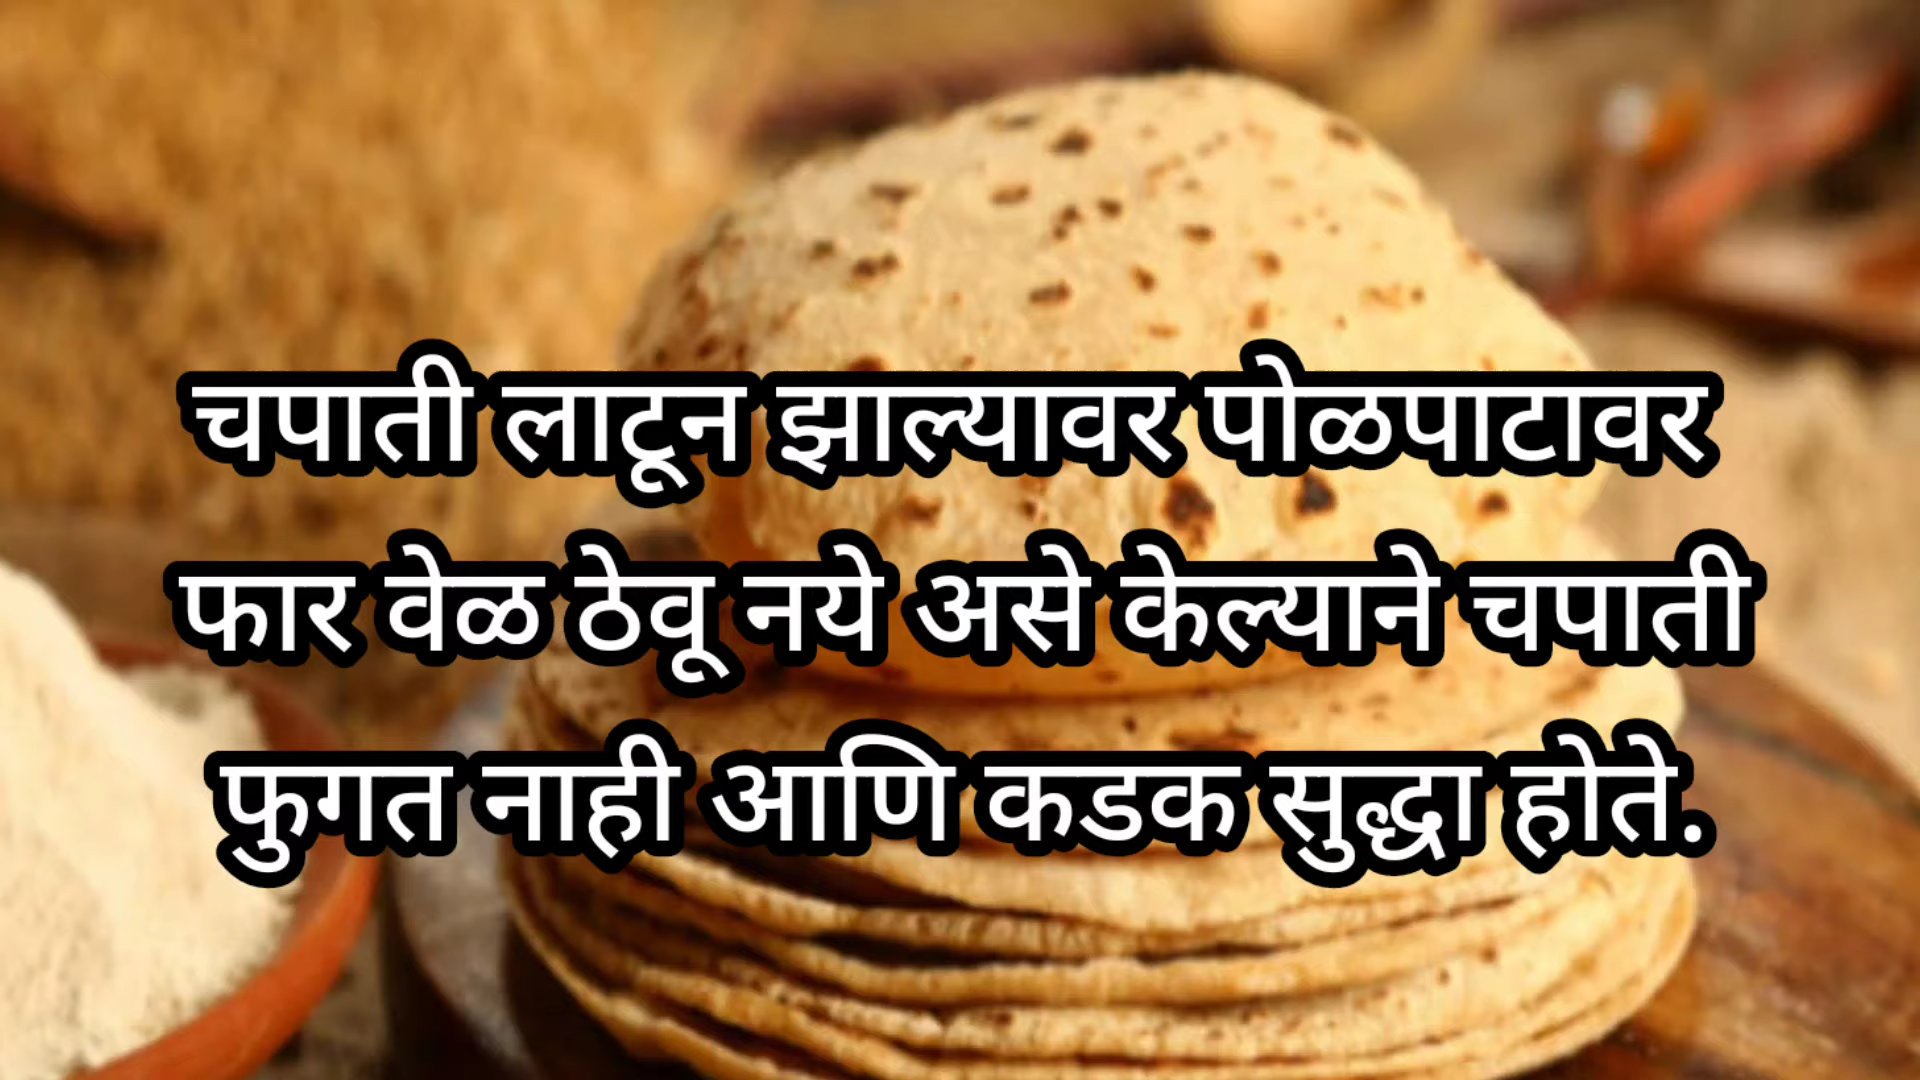 चपाती लाटून झाल्यावर पोळपाटावर
फार वेळ ठेवू नये असे केल्याने चपाती
फुगत नाही आणि कडक सुद्धा होते.